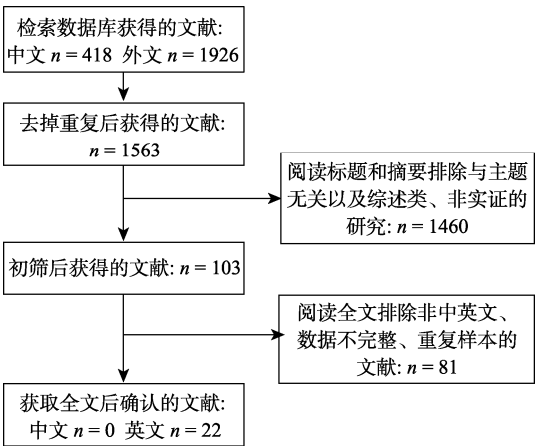 检索数据库获得的文献:
中文 n = 418 外文 n = 1926
去掉重复后获得的文献:
n = 1563
阅读标题和摘要排除与主题
无关以及综述类、非实证的
研究: n = 1460
初筛后获得的文献: n = 103
阅读全文排除非中英文、
数据不完整、重复样本的
文献: n = 81
获取全文后确认的文献:
中文 n = 0 英文 n = 22